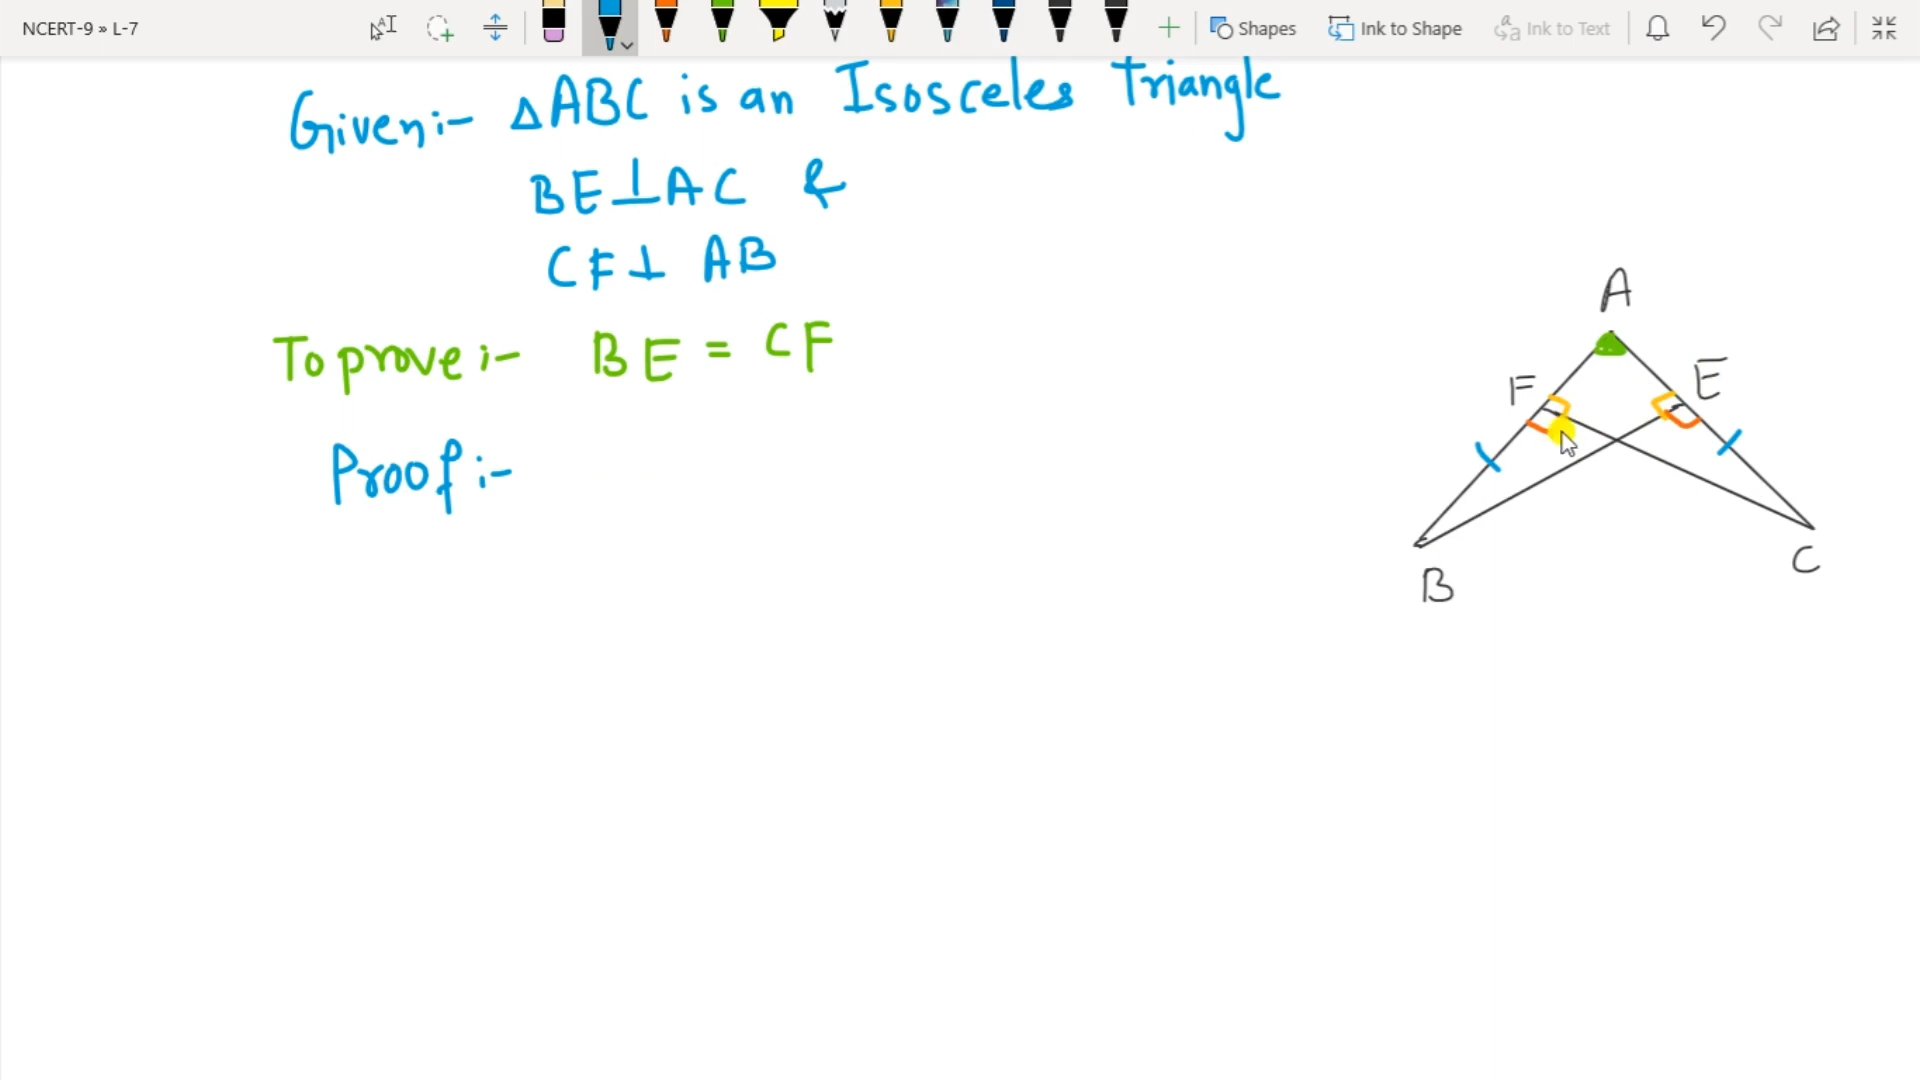 NCERT-9 » L-7
Shapes
Ink to Shape
Ink to Text
Given:- △ABC is an Isosceles Triangle
BE⊥AC &
CF⊥ AB
To prove:- BE = CF
Proof:-
A
F
E
B
C